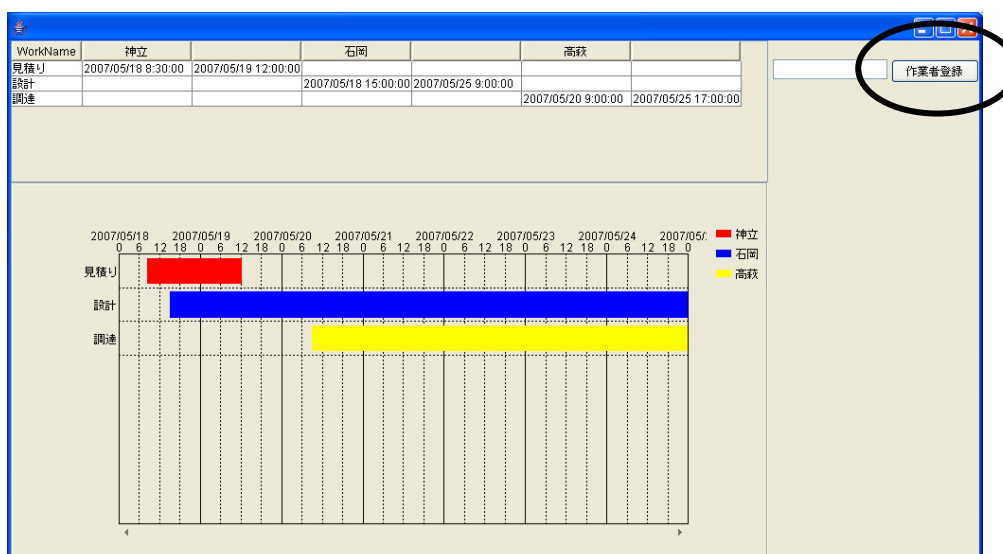 WorkName 神立 石岡 高萩
見積り 2007/05/18 8:30:00 2007/05/19 12:00:00
設計 2007/05/18 15:00:00 2007/05/25 9:00:00
調達 2007/05/20 9:00:00 2007/05/25 17:00:00
作業者登録
2007/05/18 2007/05/19 2007/05/20 2007/05/21 2007/05/22 2007/05/23 2007/05/24 2007/05/
0 6 12 18 0 6 12 18 0 6 12 18 0 6 12 18 0 6 12 18 0 6 12 18 0 6 12 18 0
神立
石岡
高萩
見積り
設計
調達